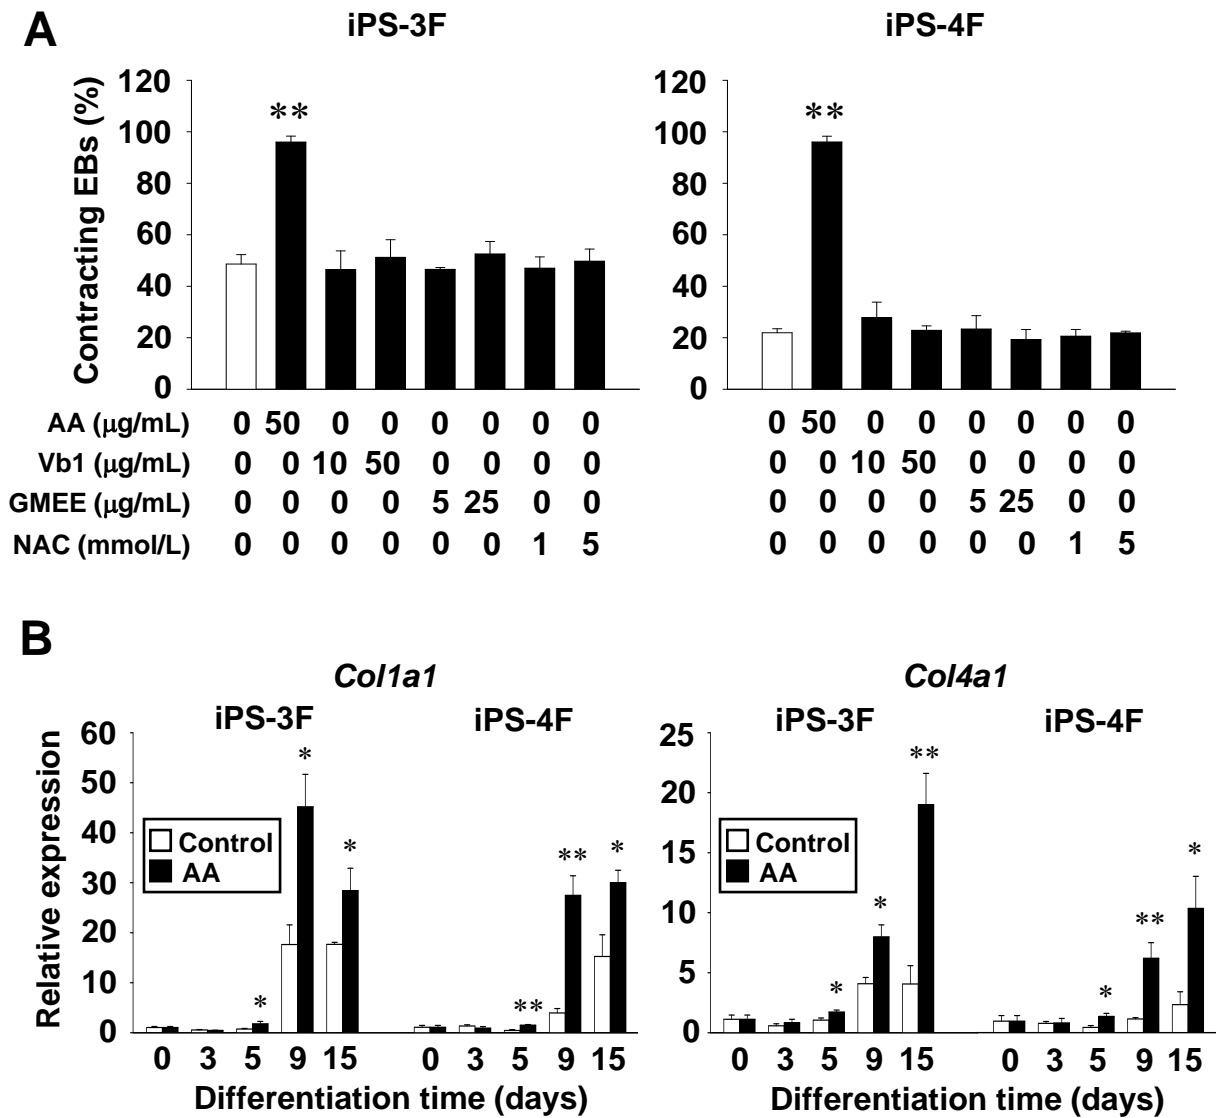 A
iPS-3F
iPS-4F
Contracting EBs (%)
120
100
80
60
40
20
0
**
120
100
80
60
40
20
0
**
AA (μg/mL) 0 50 0 0 0 0 0 0 0 50 0 0 0 0 0 0
Vb1 (μg/mL) 0 0 10 50 0 0 0 0 0 0 10 50 0 0 0 0
GMEE (μg/mL) 0 0 0 0 5 25 0 0 0 0 0 0 5 25 0 0
NAC (mmol/L) 0 0 0 0 0 0 1 5 0 0 0 0 0 0 1 5
B
Col1a1
iPS-3F iPS-4F
Relative expression
60
50
40
30
20
10
0
Control
AA
* * * ** ** *
0 3 5 9 15 0 3 5 9 15
Differentiation time (days)
Col4a1
iPS-3F iPS-4F
25
20
15
10
5
0
Control
AA
* * ** * ** *
0 3 5 9 15 0 3 5 9 15
Differentiation time (days)